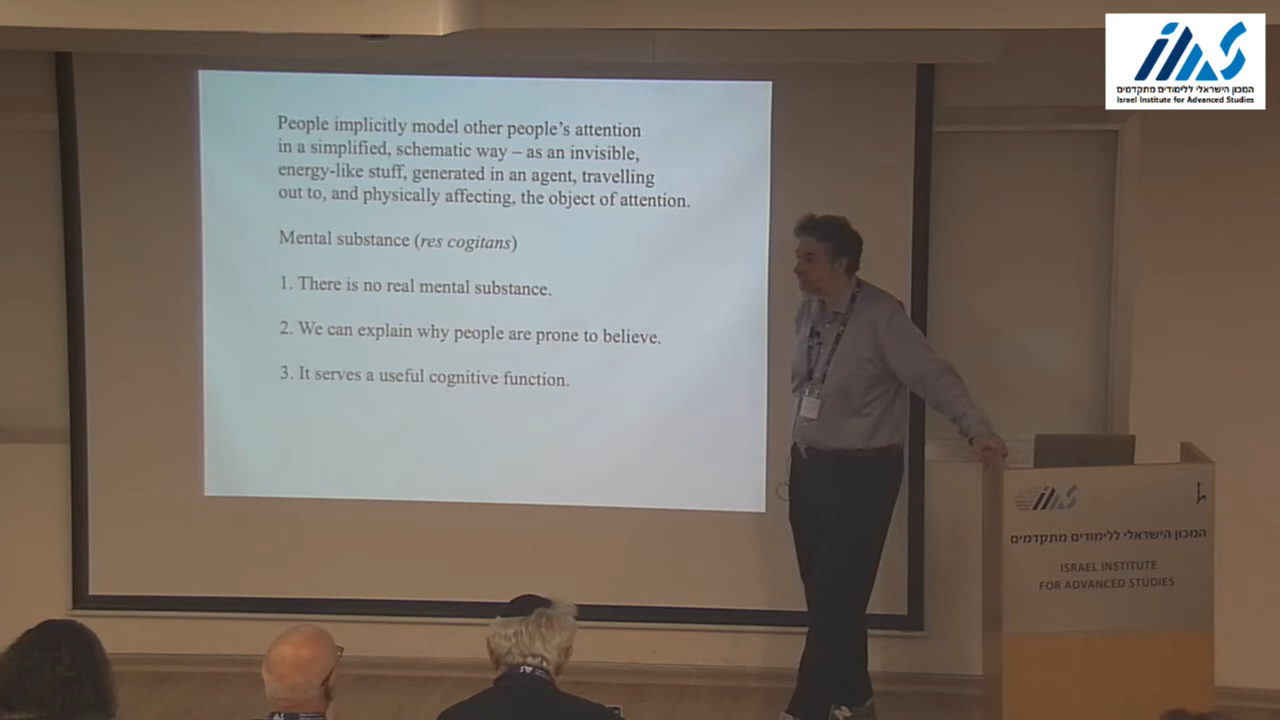 המכון הישראלי ללימודים מתקדמים
Israel Institute for Advanced Studies
People implicitly model other people's attention
in a simplified, schematic way – as an invisible,
energy-like stuff, generated in an agent, travelling
out to, and physically affecting, the object of attention.
Mental substance (res cogitans)
1. There is no real mental substance.
2. We can explain why people are prone to believe.
3. It serves a useful cognitive function.
המכון הישראלי ללימודים מתקדמים
ISRAEL INSTITUTE
FOR ADVANCED STUDIES